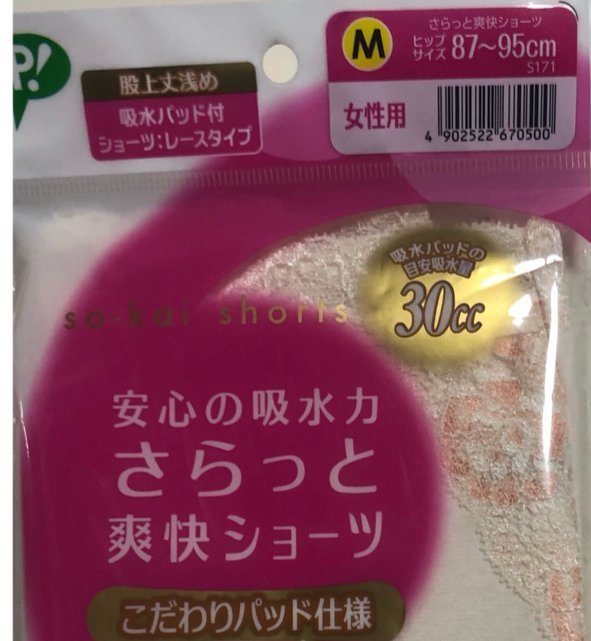 P!
股上丈浅め
吸水パッド付
ショーツ:レースタイプ
M
さらっと爽快ショーツ
ヒップ
サイズ 87~95cm
S171
女性用
4 902522 670500
吸水パッドの
目安吸水量
30cc
so-kai shorts
安心の吸水力
さらっと
爽快ショーツ
こだわりパッド仕様